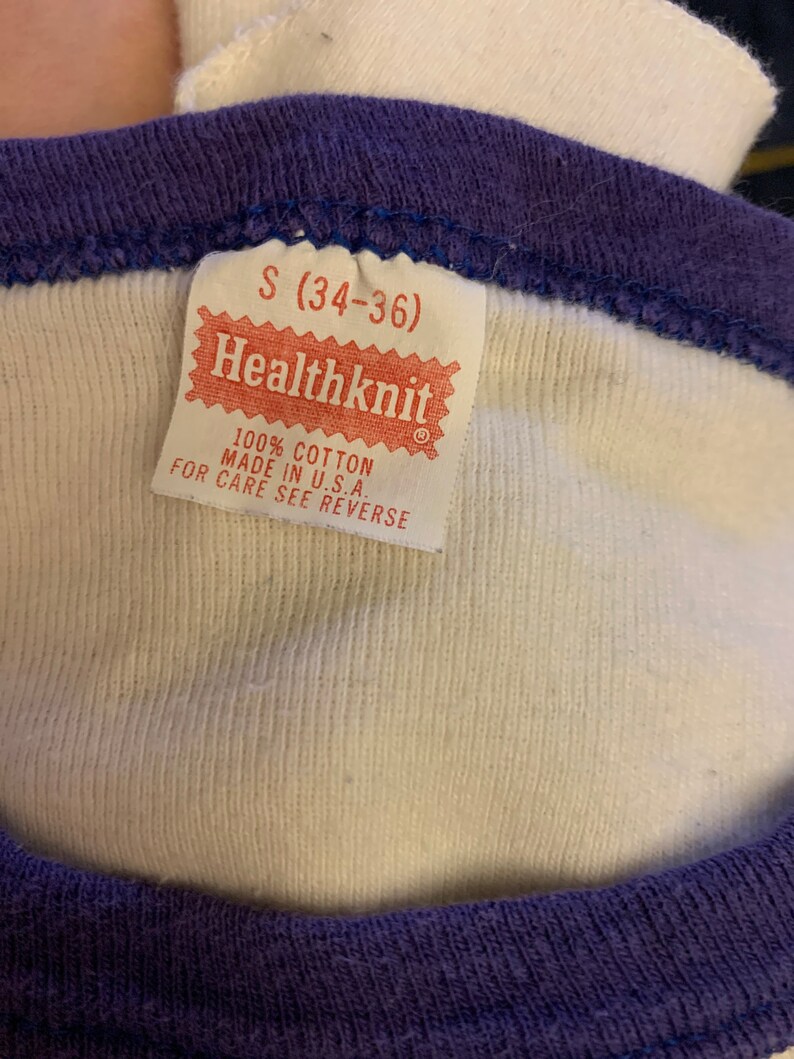 S (34-36)
Healthknit®
100% COTTON
MADE IN U.S.A.
FOR CARE SEE REVERSE